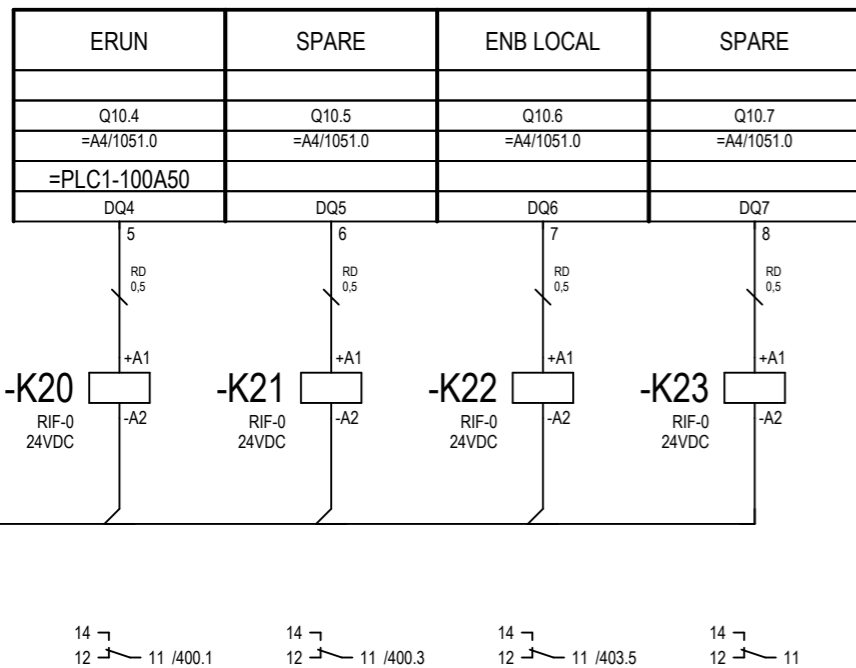 ERUN SPARE ENB LOCAL SPARE
Q10.4 Q10.5 Q10.6 Q10.7
=A4/1051.0 =A4/1051.0 =A4/1051.0 =A4/1051.0
=PLC1-100A50
DQ4 DQ5 DQ6 DQ7
5 6 7 8
RD RD RD RD
0,5 0,5 0,5 0,5
+A1 +A1 +A1 +A1
-K20 -K21 -K22 -K23
RIF-0 -A2 RIF-0 -A2 RIF-0 -A2 RIF-0 -A2
24VDC 24VDC 24VDC 24VDC
14 14 14 14
12 11 /400.1 12 11 /400.3 12 11 /403.5 12 11